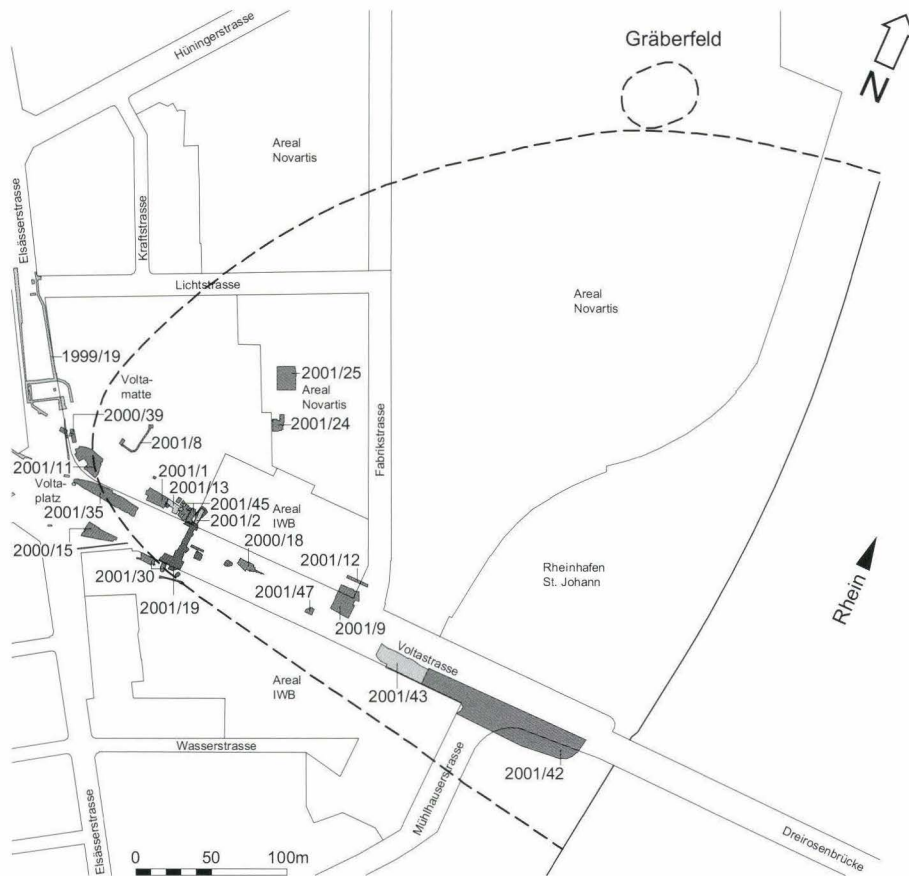 Hüningerstrasse
Gräberfeld
N
Areal
Novartis
Elsässerstrasse
Kraftstrasse
Lichtstrasse
Areal
Novartis
1999/19
Volta-
matte
2001/25
Areal
Novartis
2000/39
2001/24
2001/8
Fabrikstrasse
2001/11
2001/1
Volta-
platz
2001/13
2001/45
Areal
IWB
2001/35
2001/2
2000/18
2000/15
2001/12
Rheinhafen
St. Johann
Rhein
2001/30
2001/47
2001/19
2001/9
Voltastrasse
Areal
IWB
2001/43
Wasserstrasse
2001/42
Mühlhauserstrasse
Elsässerstrasse
Dreirosenbrücke
0 50 100m